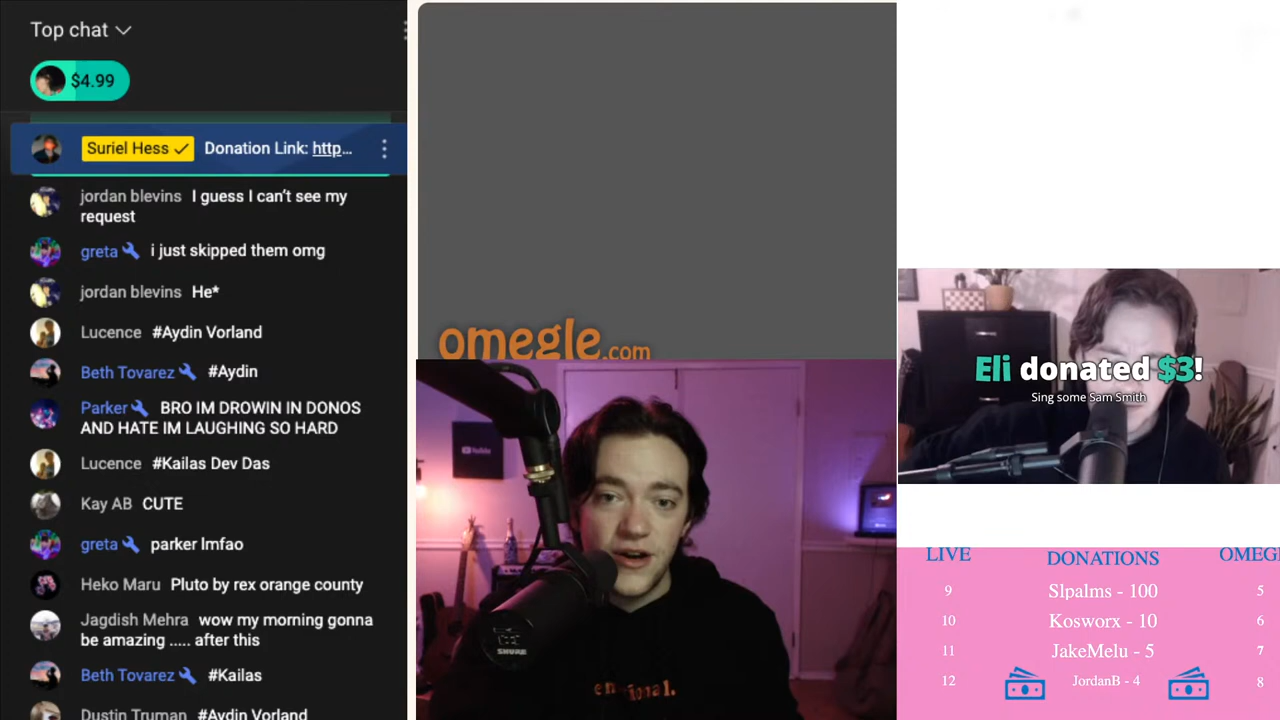 Top chat
$4.99
Suriel Hess Donation Link: http...
jordan blevins I guess I can't see my
request
greta i just skipped them omg
jordan blevins He*
Lucence #Aydin Vorland
Beth Tovarez #Aydin
Parker BRO IM DROWIN IN DONOS
AND HATE IM LAUGHING SO HARD
Lucence #Kailas Dev Das
Kay AB CUTE
greta parker lmfao
Heko Maru Pluto by rex orange county
Jagdish Mehra wow my morning gonna
be amazing ..... after this
Beth Tovarez #Kailas
Dustin Truman #Aydin Vorland
omegle.com
YouTube
SHURE
Eli donated $3!
Sing some Sam Smith
LIVE DONATIONS OMEG
9 Slpalms - 100 5
10 Kosworx - 10 6
11 JakeMelu - 5 7
12 JordanB - 4 8